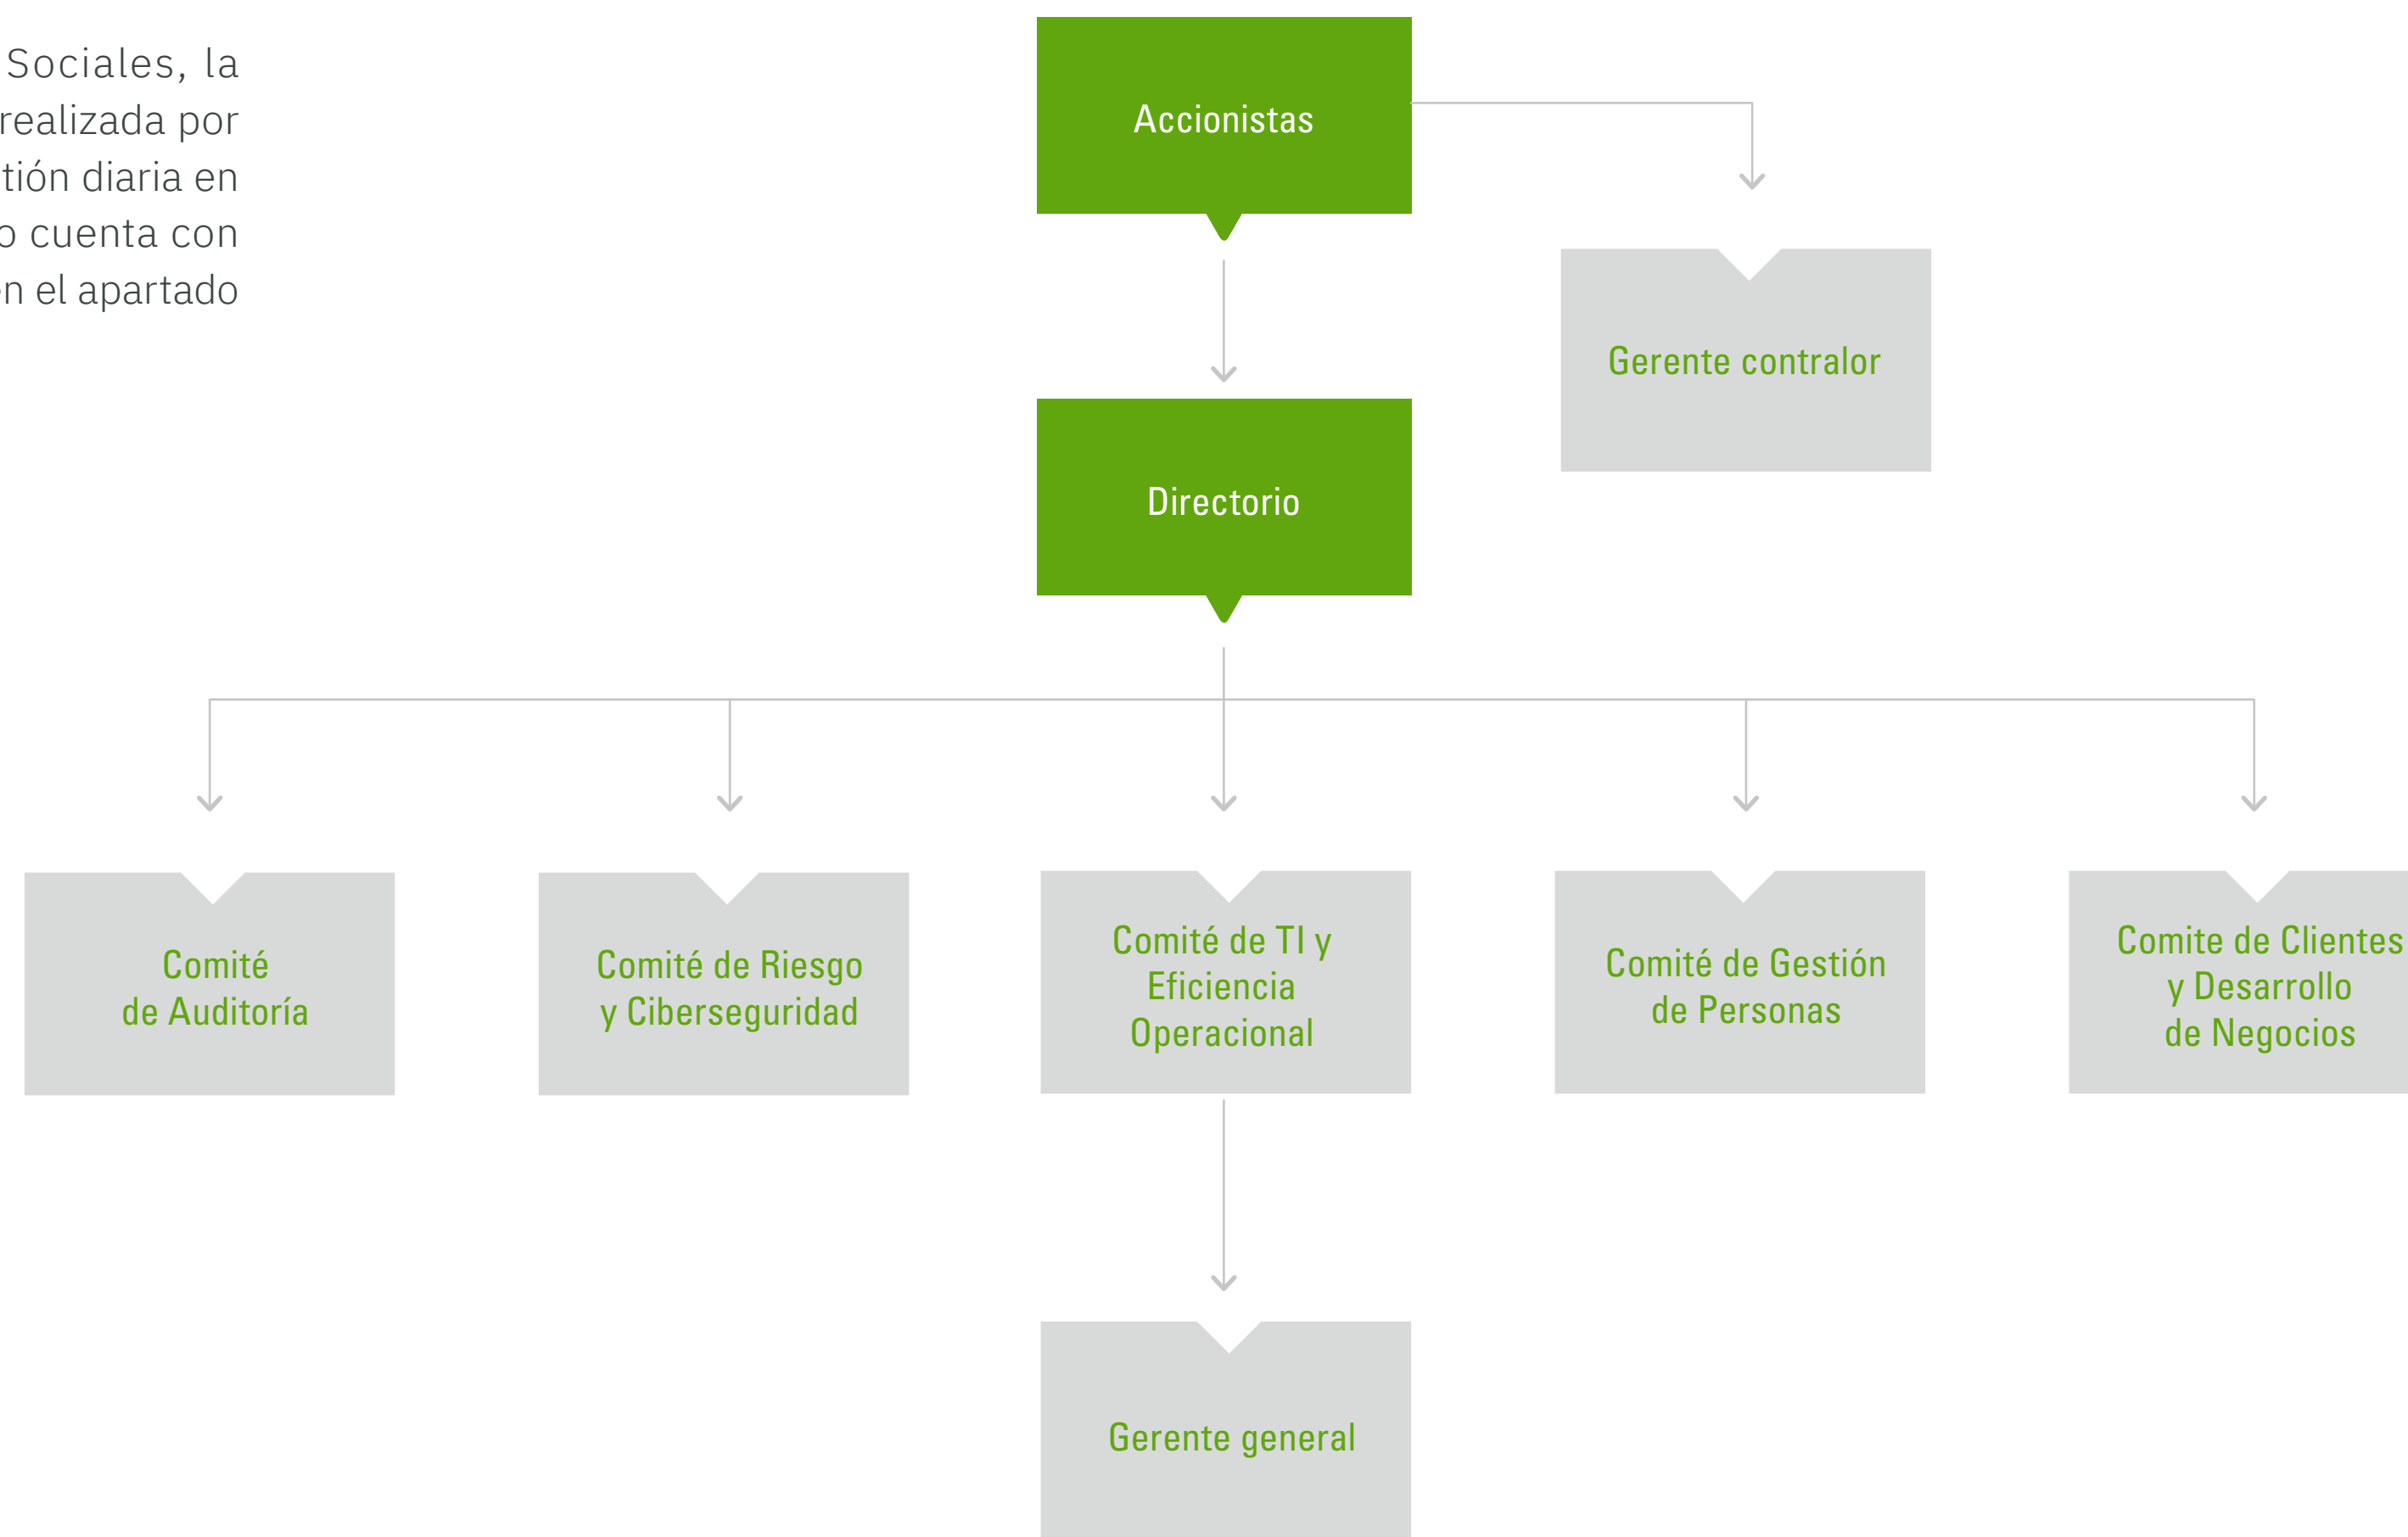 Sociales, la
realizada por
diaria en
cuenta con
el apartado
Accionistas
Gerente contralor
Directorio
Comité
de Auditoría
Comité de Riesgo
y Ciberseguridad
Comité de TI y
Eficiencia
Operacional
Comité de Gestión
de Personas
Comite de Clientes
y Desarrollo
de Negocios
Gerente general